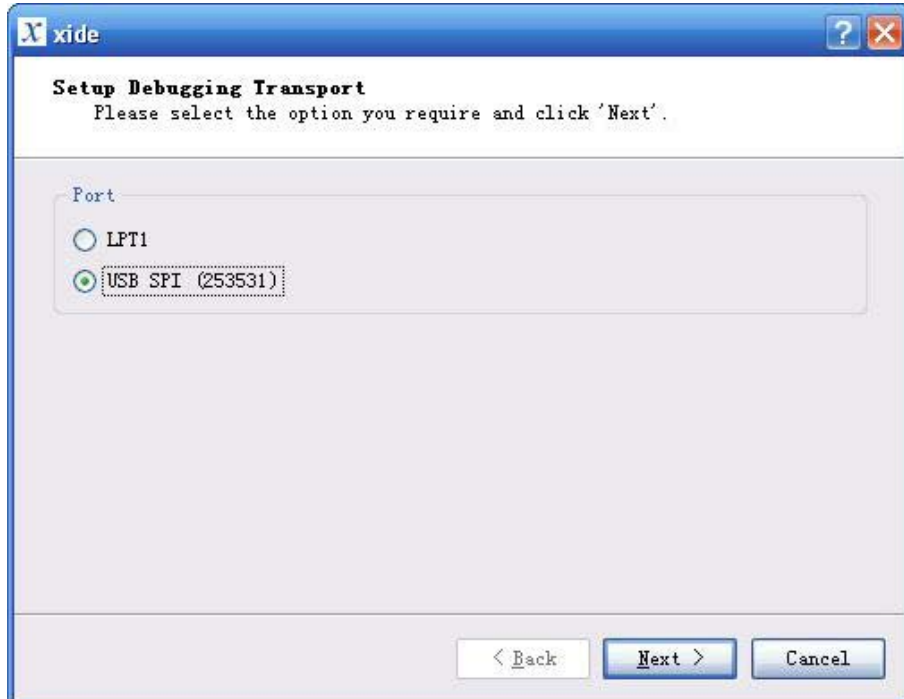 X xide
?
Setup Debugging Transport
Please select the option you require and click 'Next'.
Port
LPT1
USB SPI (253531)
< Back
Next >
Cancel